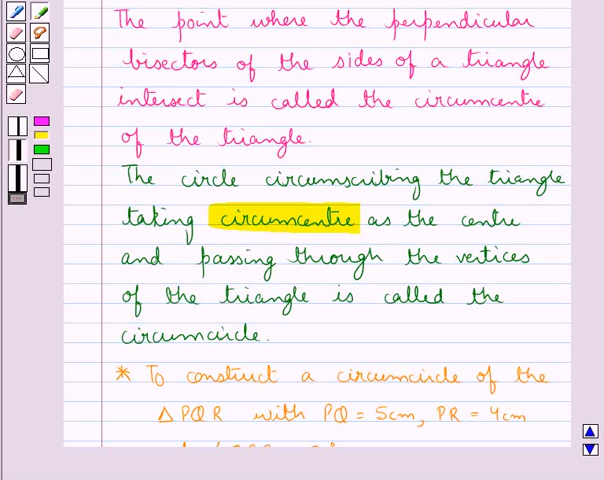 The point where the perpendicular
bisectors of the sides of a triangle
intersect is called the circumcentre
of the triangle.
The circle circumscribing the triangle
taking circumcentre as the centre
and passing through the vertices
of the triangle is called the
circumcircle.
* To construct a circumcircle of the
Δ PQR with PQ = 5cm, PR = 4cm